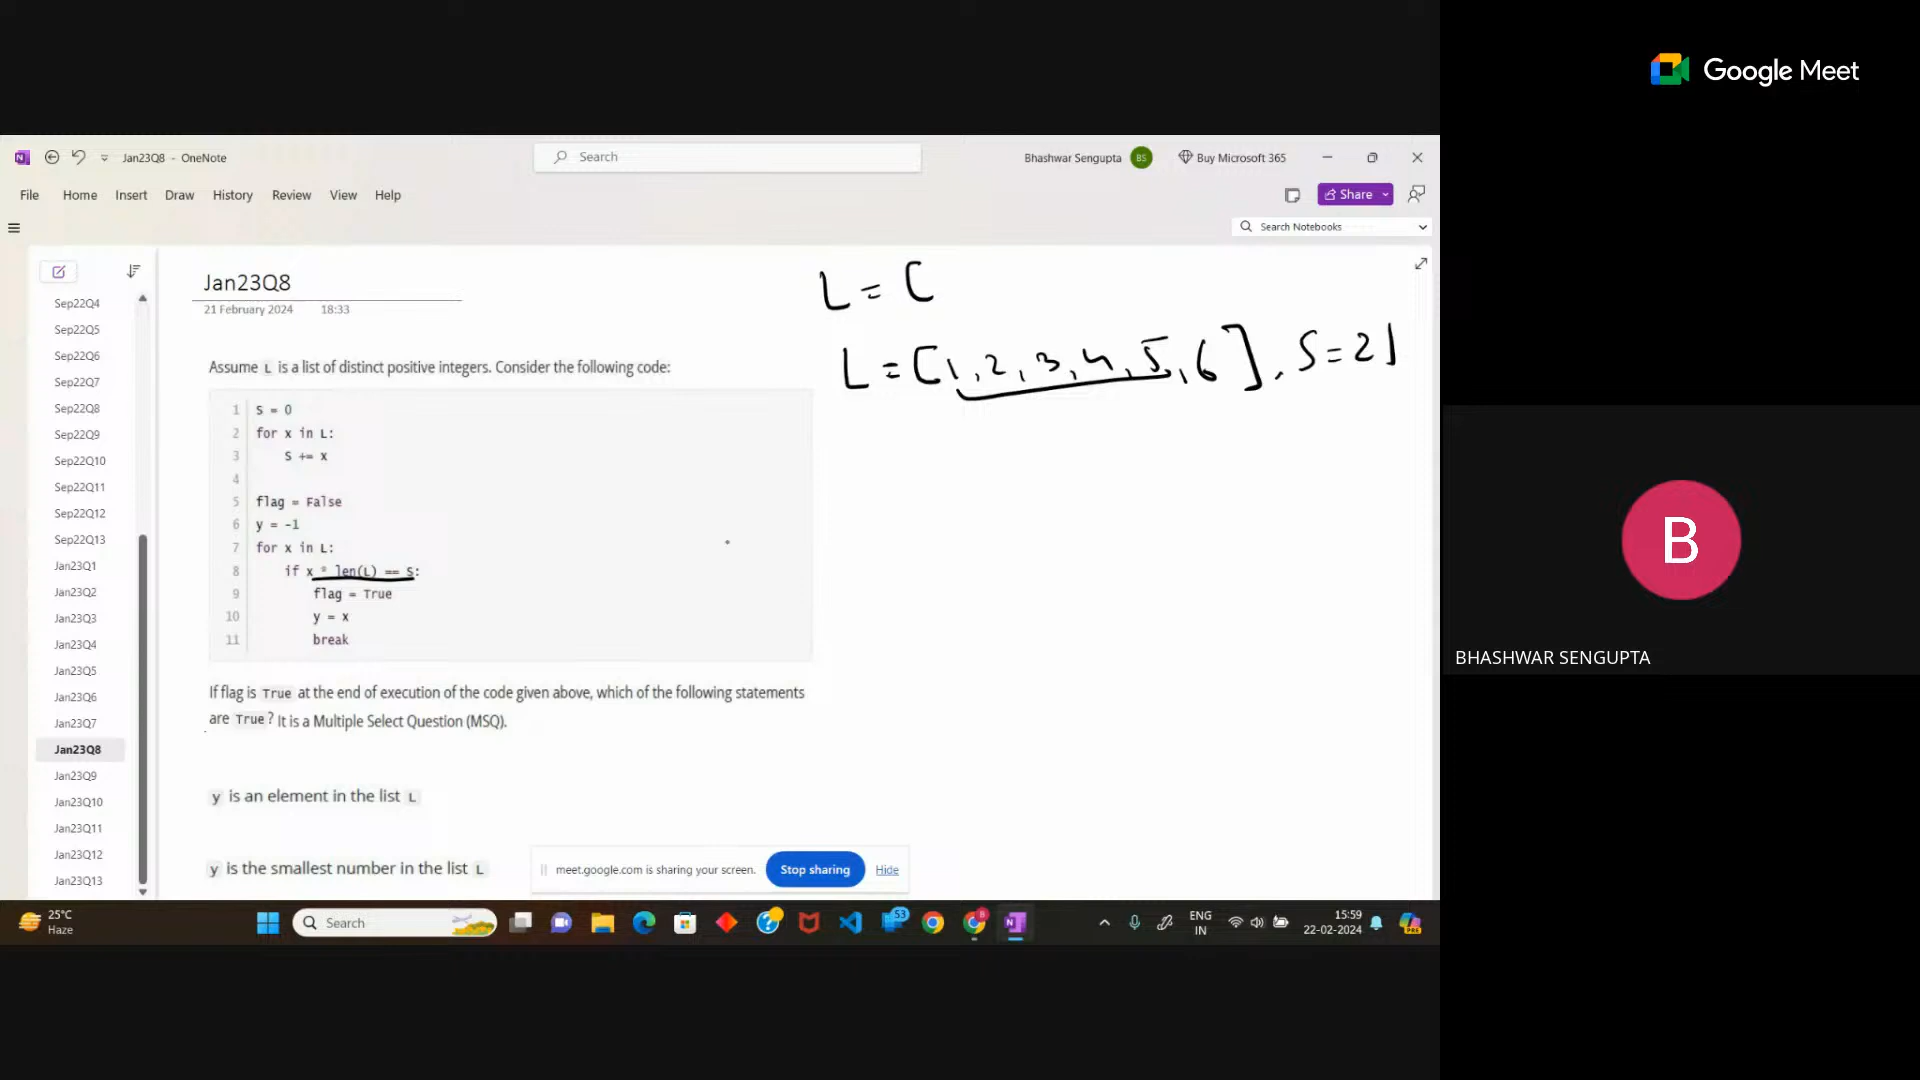 Google Meet
Jan23Q8 - OneNote
Search
Bhashwar Sengupta
BS
Buy Microsoft 365
File Home Insert Draw History Review View Help
Share
Search Notebooks
Sep22Q4
Sep22Q5
Sep22Q6
Sep22Q7
Sep22Q8
Sep22Q9
Sep22Q10
Sep22Q11
Sep22Q12
Sep22Q13
Jan23Q1
Jan23Q2
Jan23Q3
Jan23Q4
Jan23Q5
Jan23Q6
Jan23Q7
Jan23Q8
Jan23Q9
Jan23Q10
Jan23Q11
Jan23Q12
Jan23Q13
Jan23Q8
21 February 2024 18:33
L = [
L = [1, 2, 3, 4, 5, 6], S = 21
Assume L is a list of distinct positive integers. Consider the following code:
1 S = 0
2 for x in L:
3 S += x
4
5 flag = False
6 y = -1
7 for x in L:
8 if x * len(L) == S:
9 flag = True
10 y = x
11 break
If flag is True at the end of execution of the code given above, which of the following statements
are True? It is a Multiple Select Question (MSQ).
y is an element in the list L
y is the smallest number in the list L
meet.google.com is sharing your screen. Stop sharing Hide
B
BHASHWAR SENGUPTA
25°C
Haze
Search
53
ENG
IN
15:59
22-02-2024